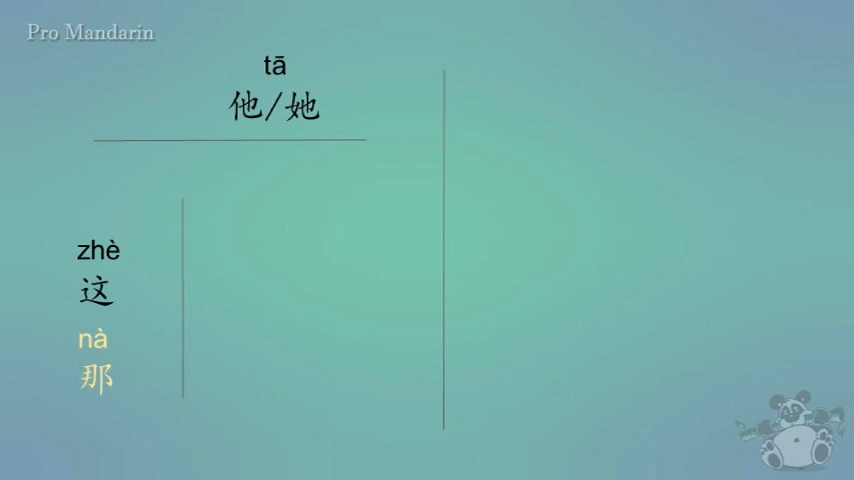 Pro Mandarin
tā
他/她
zhè
这
nà
那